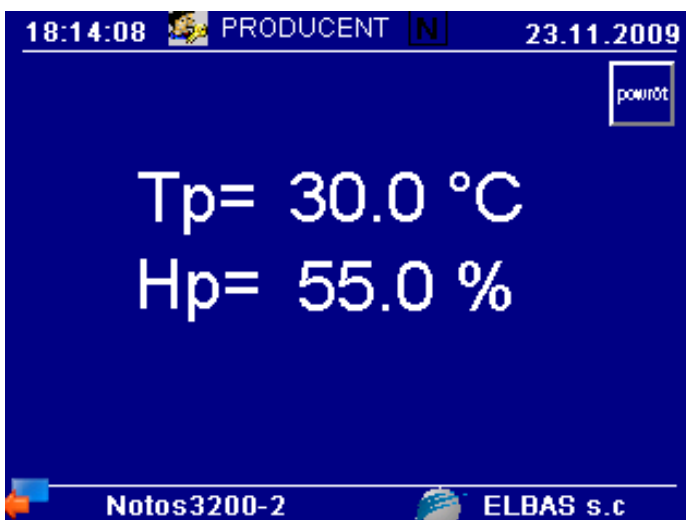 18:14:08 PRODUCENT N 23.11.2009
powrót
Tp= 30.0 °C
Hp= 55.0 %
Notos3200-2 ELBAS s.c